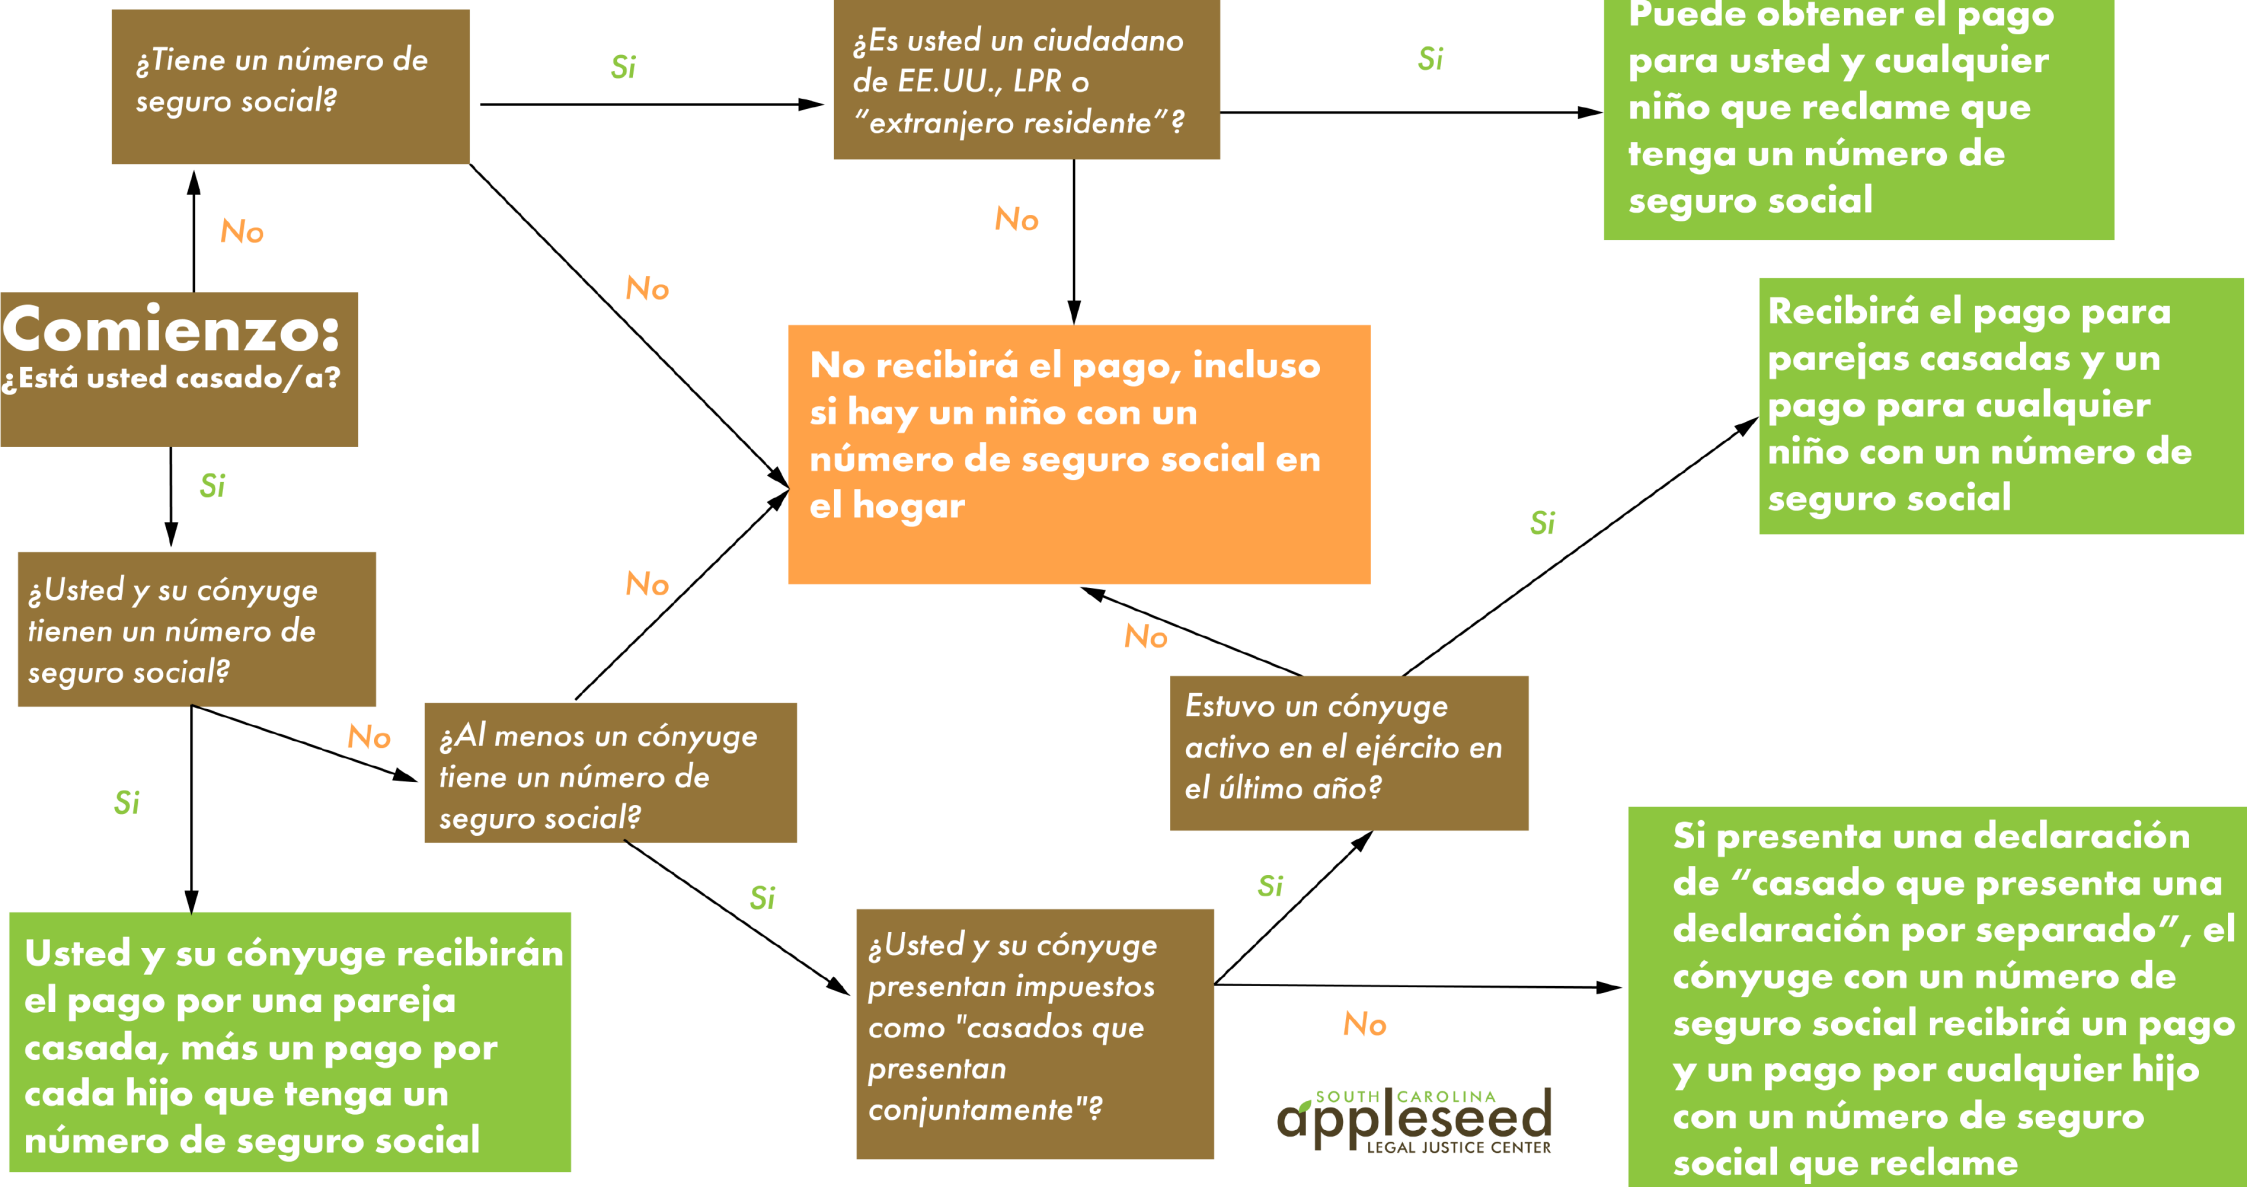 ¿Tiene un número de
seguro social?
Si
¿Es usted un ciudadano
de EE.UU., LPR o
“extranjero residente”?
Si
Puede obtener el pago
para usted y cualquier
niño que reclame que
tenga un número de
seguro social
No
No
No
Comienzo:
¿Está usted casado/a?
No recibirá el pago, incluso
si hay un niño con un
número de seguro social en
el hogar
Recibirá el pago para
parejas casadas y un
pago para cualquier
niño con un número de
seguro social
Si
Si
¿Usted y su cónyuge
tienen un número de
seguro social?
No
No
No
Si
¿Al menos un cónyuge
tiene un número de
seguro social?
Estuvo un cónyuge
activo en el ejército en
el último año?
Si
Si
Usted y su cónyuge recibirán
el pago por una pareja
casada, más un pago por
cada hijo que tenga un
número de seguro social
¿Usted y su cónyuge
presentan impuestos
como "casados que
presentan
conjuntamente"?
No
Si presenta una declaración
de “casado que presenta una
declaración por separado”, el
cónyuge con un número de
seguro social recibirá un pago
y un pago por cualquier hijo
con un número de seguro
social que reclame
SOUTH CAROLINA
appleseed
LEGAL JUSTICE CENTER